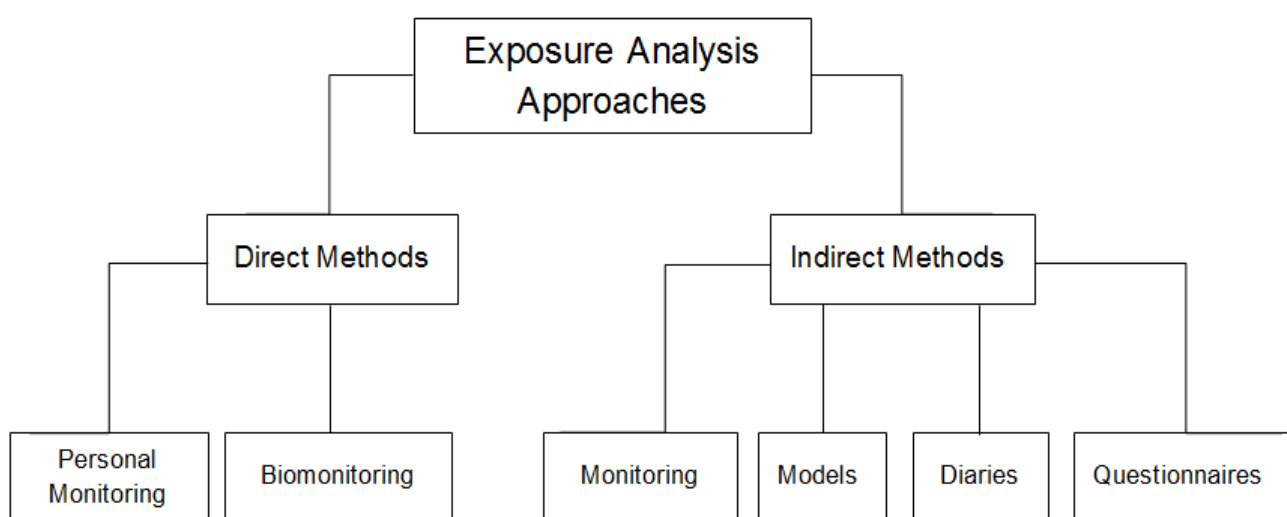 Exposure Analysis
Approaches
Direct Methods
Indirect Methods
Personal
Monitoring
Biomonitoring
Monitoring
Models
Diaries
Questionnaires